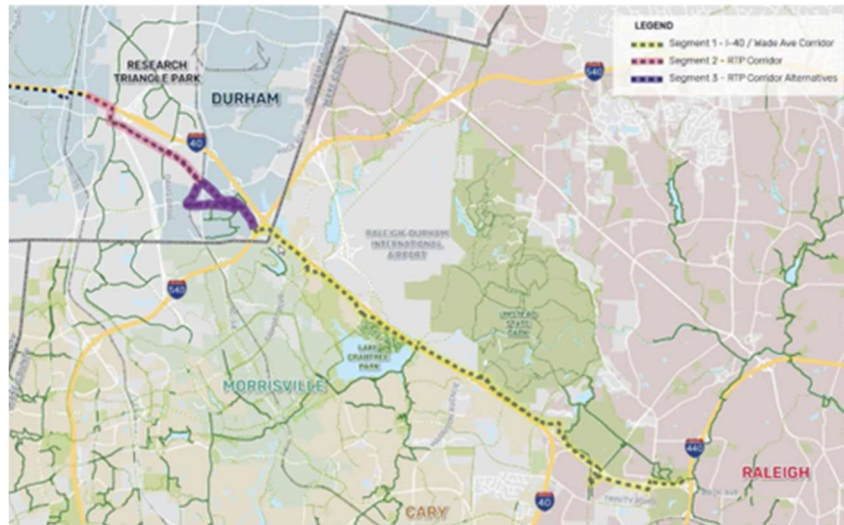 LEGEND
Segment 1 - I-40 / Wade Ave Corridor
Segment 2 - RTP Corridor
Segment 3 - RTP Corridor Alternatives
RESEARCH
TRIANGLE PARK
DURHAM
540
40
RALEIGH-DURHAM
INTERNATIONAL
AIRPORT
540
UMSTEAD
STATE
PARK
LAKE
CRABTREE
PARK
MORRISVILLE
440
RALEIGH
TRINITY ROAD
40
CARY